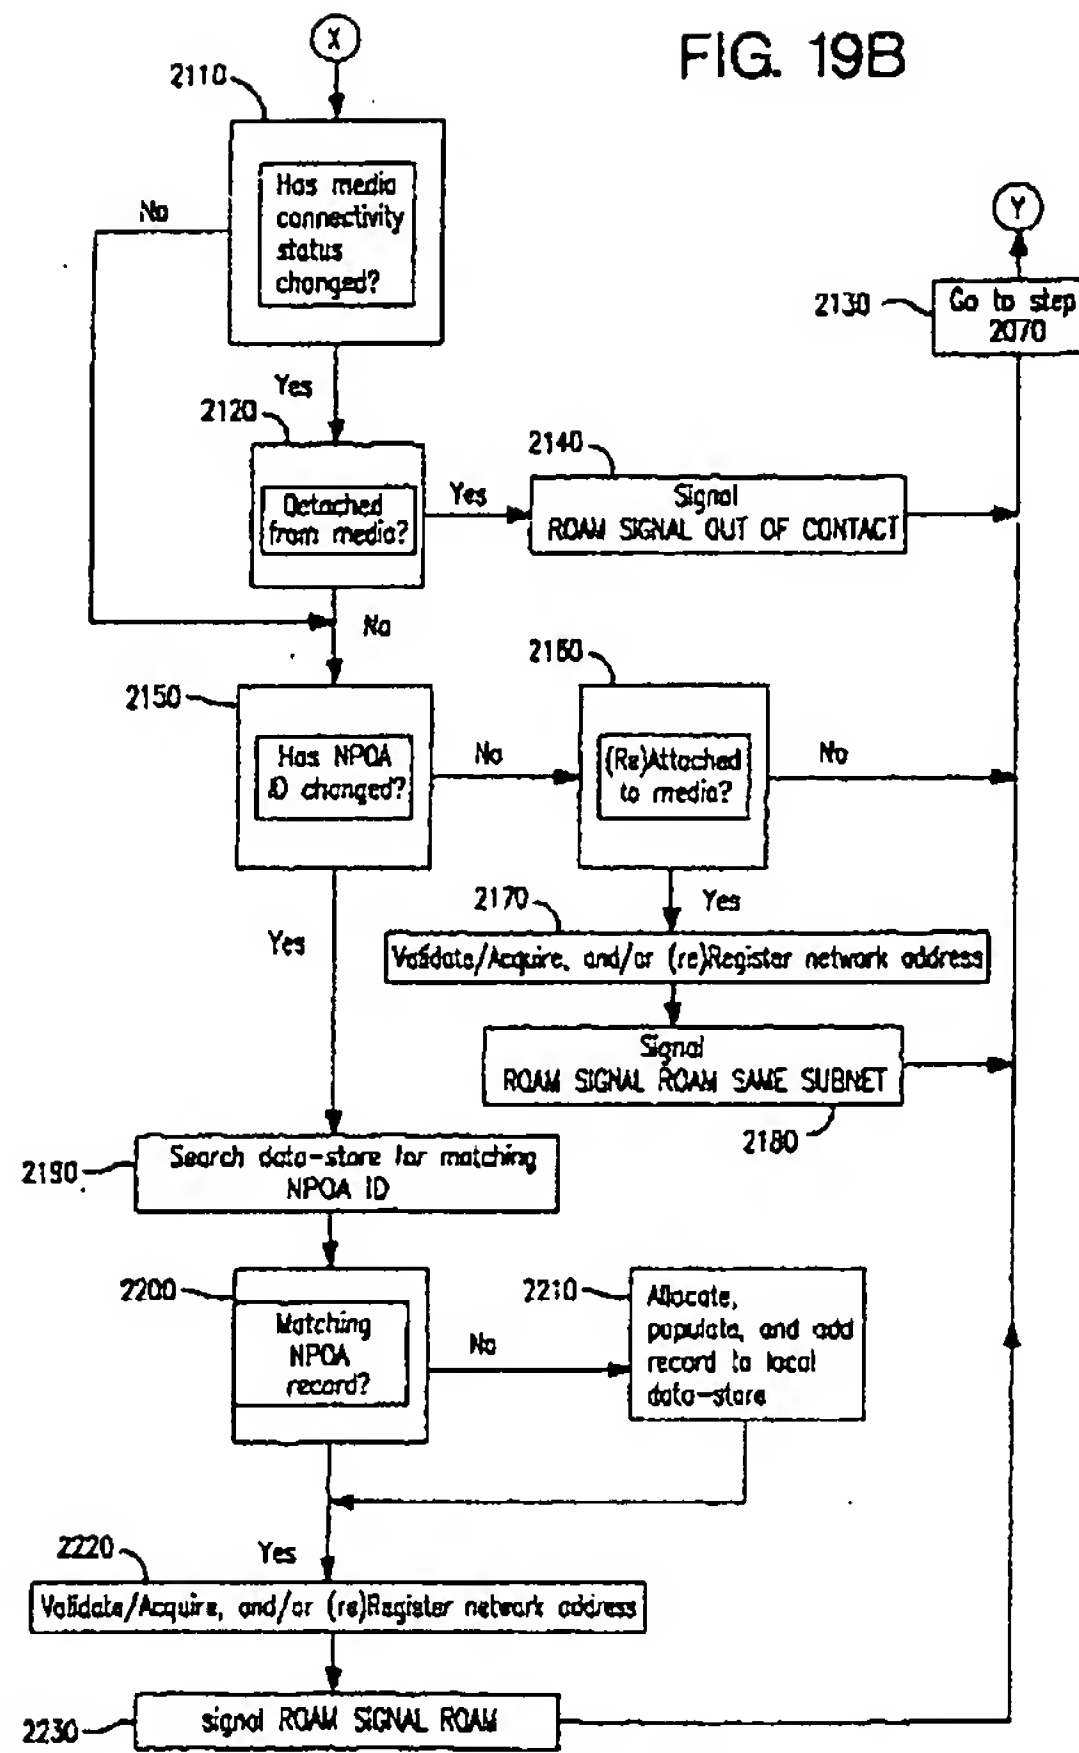 X
FIG. 19B
2110
Has media
connectivity
status
changed?
No
Y
2130
Go to step
2070
Yes
2120
Detached
from media?
Yes
2140
Signal
ROAM SIGNAL OUT OF CONTACT
No
2150
Has NPOA
ID changed?
No
2160
(Re)Attached
to media?
No
Yes
2170
Validate/Acquire, and/or (re)Register network address
Signal
ROAM SIGNAL ROAM SAME SUBNET
2180
Yes
2190
Search data-store for matching
NPOA ID
2200
Matching
NPOA
record?
No
2210
Allocate,
populate, and add
record to local
data-store
Yes
2220
Validate/Acquire, and/or (re)Register network address
2230
signal ROAM SIGNAL ROAM